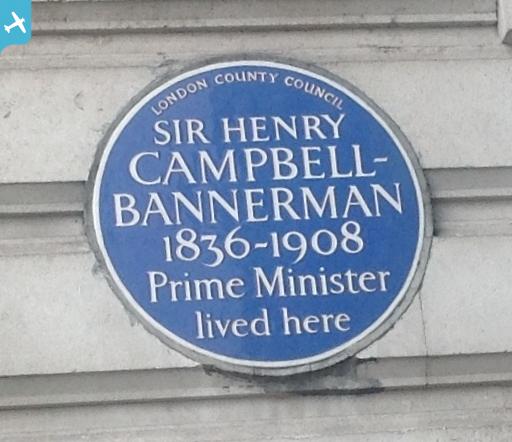 LONDON COUNTY COUNCIL
SIR HENRY
CAMPBELL-
BANNERMAN
1836-1908
Prime Minister
lived here